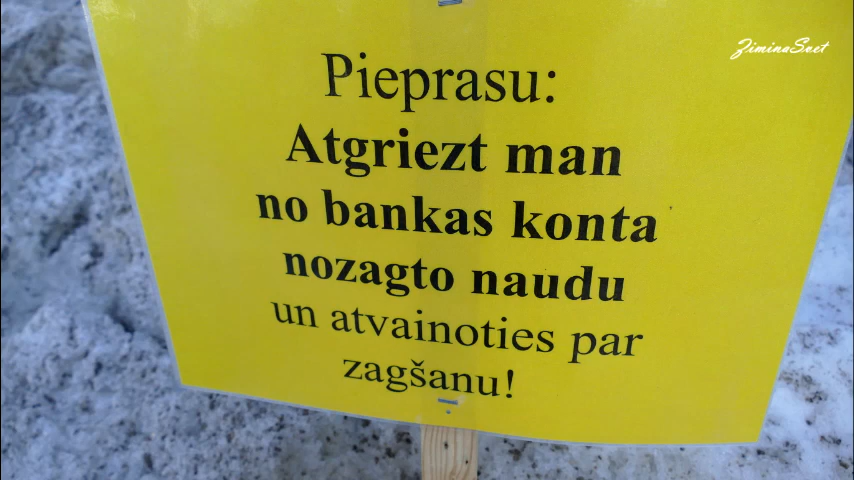 ZiminaSvet
Pieprasu:
Atgriezt man
no bankas konta
nozagto naudu
un atvainoties par
zagšanu!